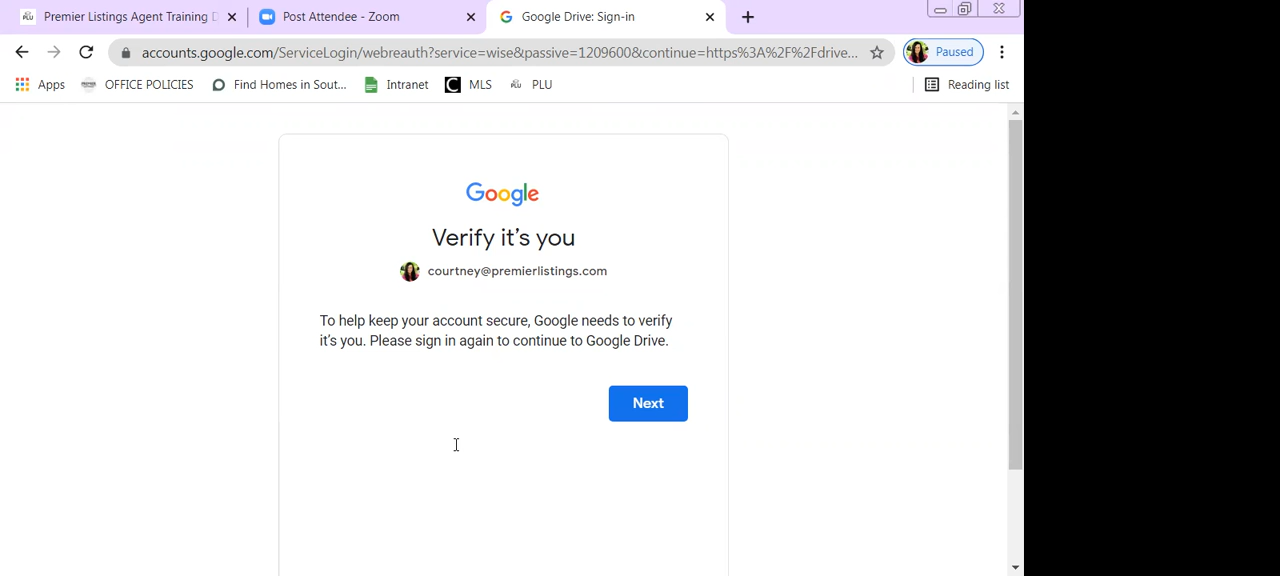 Premier Listings Agent Training D
Post Attendee - Zoom
Google Drive: Sign-in
accounts.google.com/ServiceLogin/webreauth?service=wise&passive=1209600&continue=https%3A%2F%2Fdrive...
Paused
Apps
OFFICE POLICIES
Find Homes in Sout...
Intranet
MLS
PLU
Reading list
Google
Verify it's you
courtney@premierlistings.com
To help keep your account secure, Google needs to verify
it's you. Please sign in again to continue to Google Drive.
Next